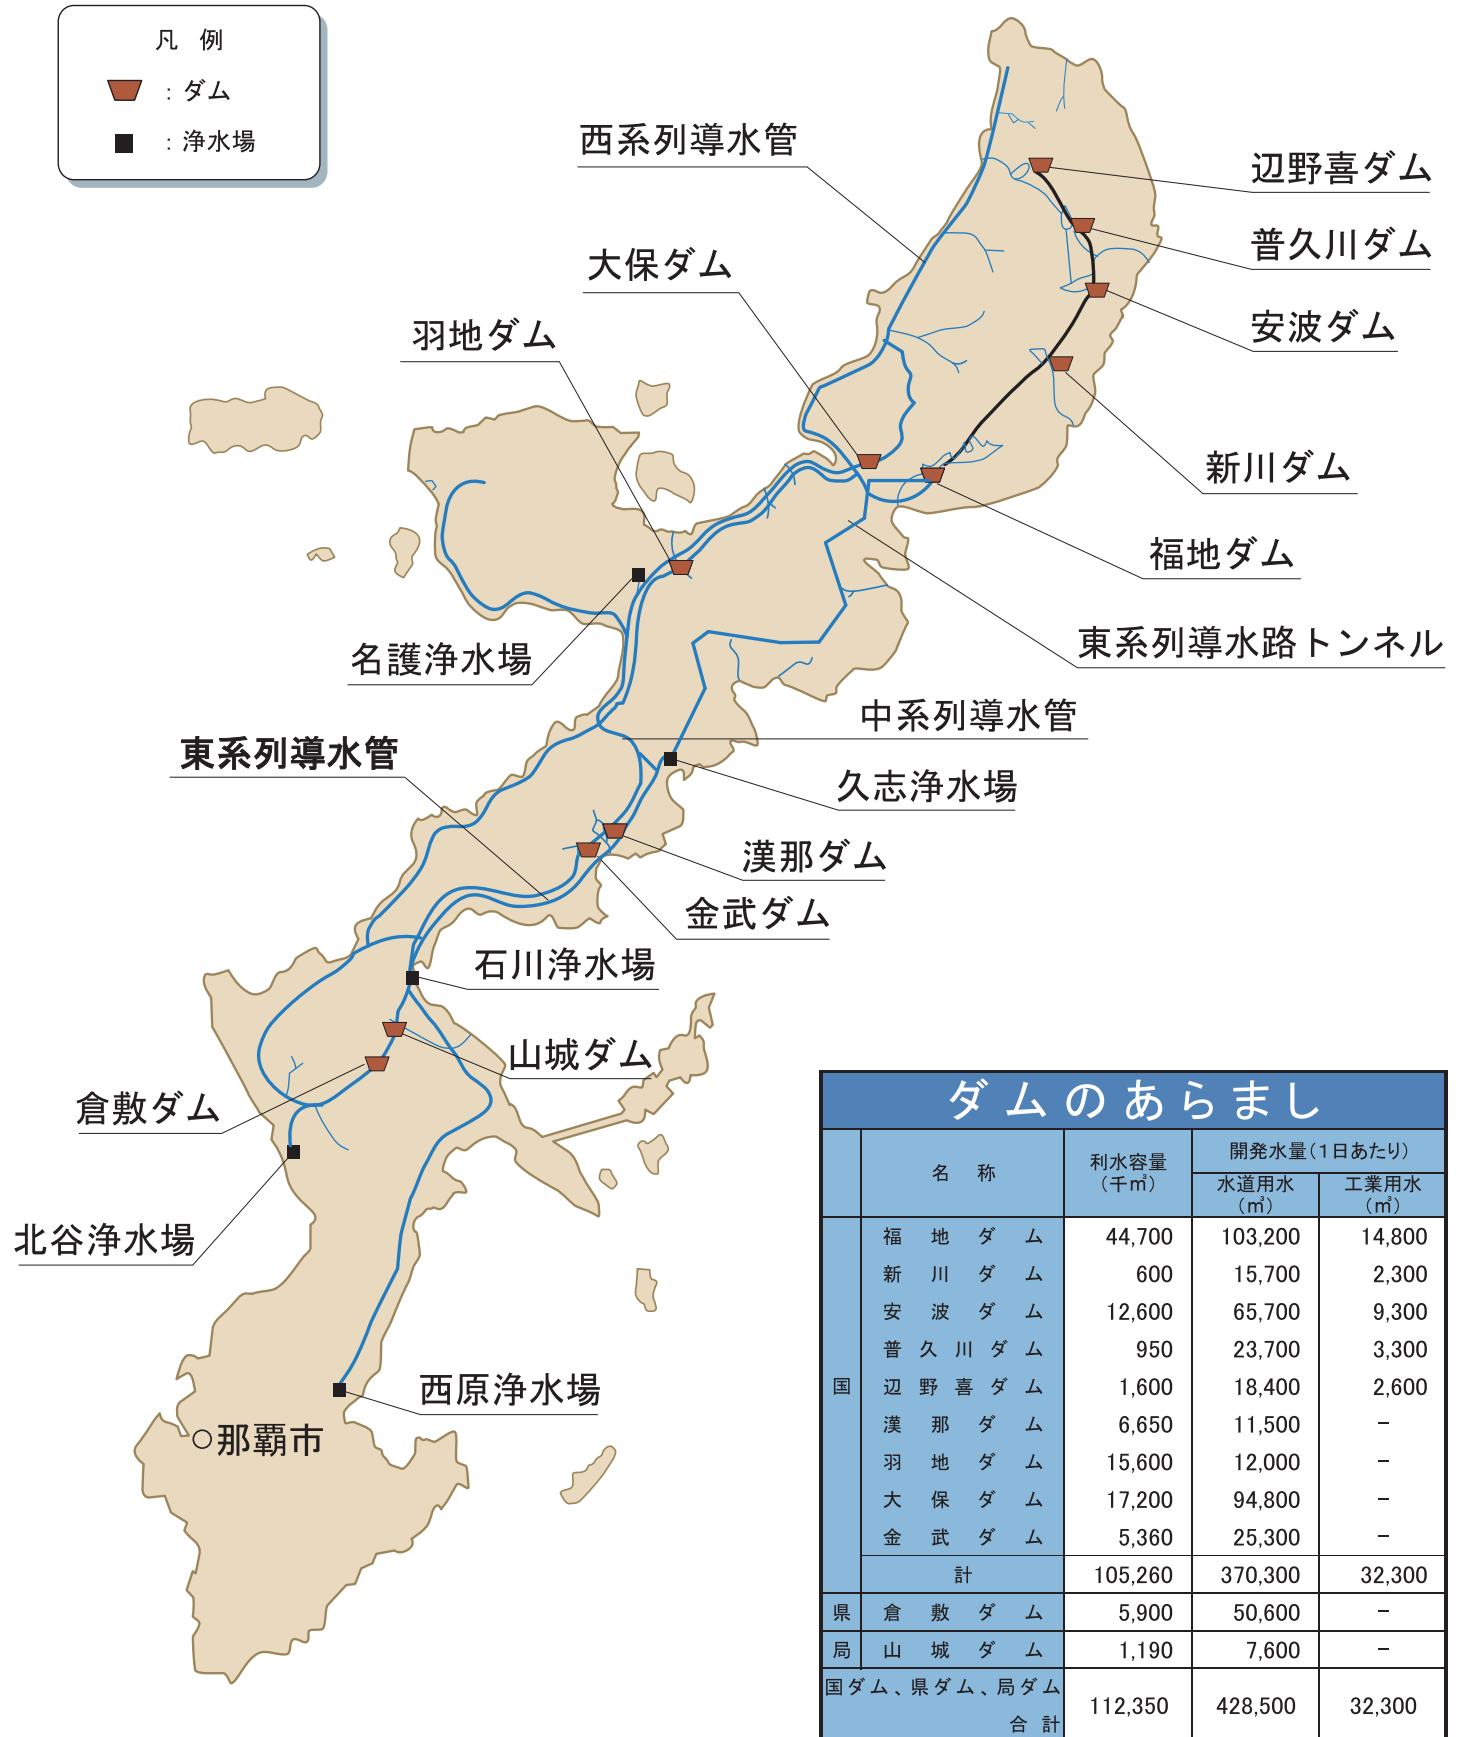 凡 例
：ダム
：浄水場
西系列導水管
辺野喜ダム
普久川ダム
大保ダム
安波ダム
羽地ダム
新川ダム
福地ダム
東系列導水路トンネル
名護浄水場
中系列導水管
東系列導水管
久志浄水場
漢那ダム
金武ダム
石川浄水場
山城ダム
倉敷ダム
北谷浄水場
西原浄水場
那覇市
ダムのあらまし
名 称 利水容量（千㎥） 開発水量（1日あたり）
水道用水（㎥） 工業用水（㎥）
国
福地ダム 44,700 103,200 14,800
新川ダム 600 15,700 2,300
安波ダム 12,600 65,700 9,300
普久川ダム 950 23,700 3,300
辺野喜ダム 1,600 18,400 2,600
漢那ダム 6,650 11,500 －
羽地ダム 15,600 12,000 －
大保ダム 17,200 94,800 －
金武ダム 5,360 25,300 －
計 105,260 370,300 32,300
県 倉敷ダム 5,900 50,600 －
局 山城ダム 1,190 7,600 －
国ダム、県ダム、局ダム
合計 112,350 428,500 32,300